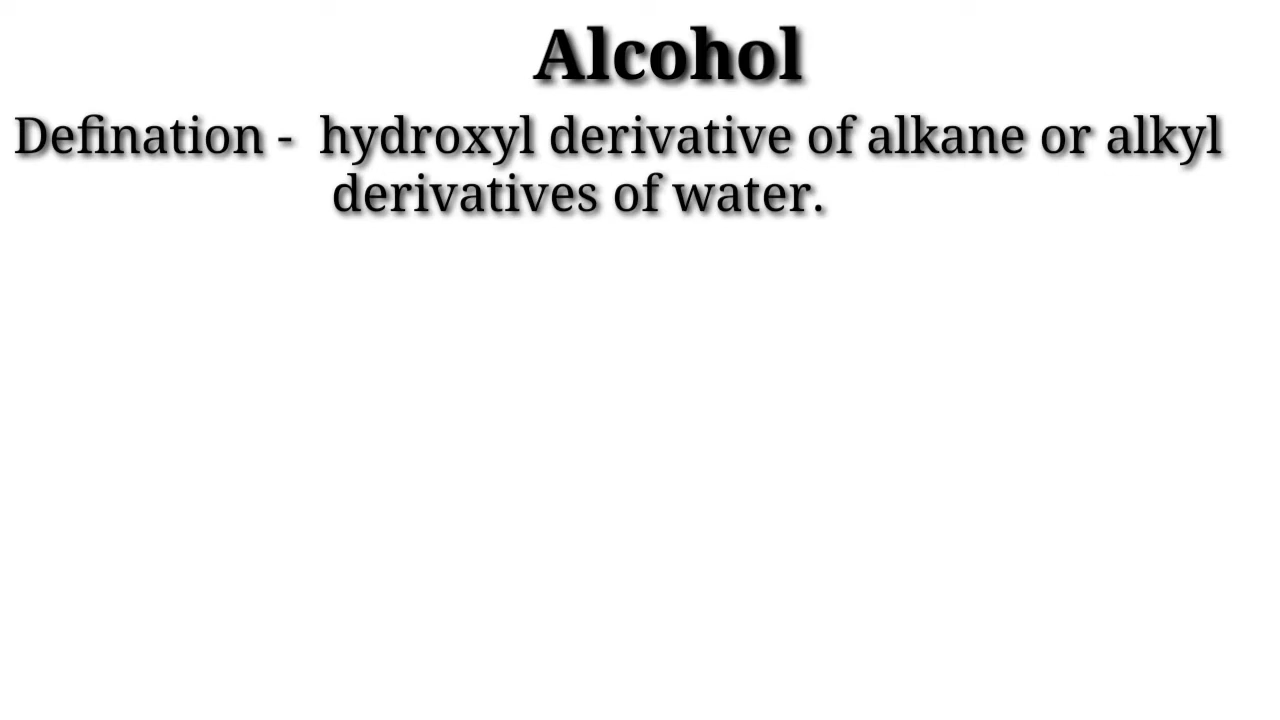 Alcohol
Defination - hydroxyl derivative of alkane or alkyl
derivatives of water.